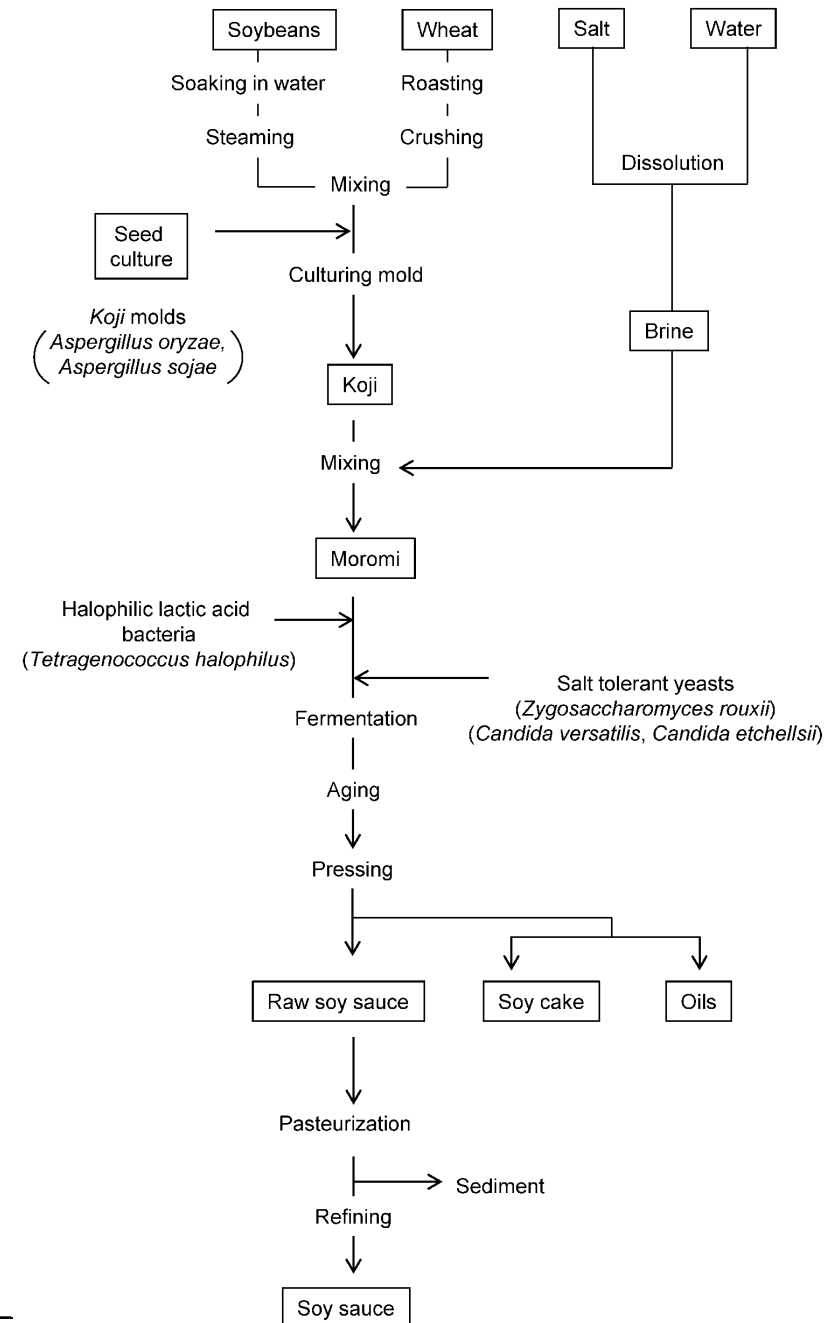 Soybeans
Wheat
Salt
Water
Soaking in water
Roasting
Steaming
Crushing
Dissolution
Mixing
Seed
culture
Culturing mold
Koji molds
(Aspergillus oryzae,
Aspergillus sojae)
Brine
Koji
Mixing
Moromi
Halophilic lactic acid
bacteria
(Tetragenococcus halophilus)
Salt tolerant yeasts
(Zygosaccharomyces rouxii)
(Candida versatilis, Candida etchellsii)
Fermentation
Aging
Pressing
Raw soy sauce
Soy cake
Oils
Pasteurization
Sediment
Refining
Soy sauce